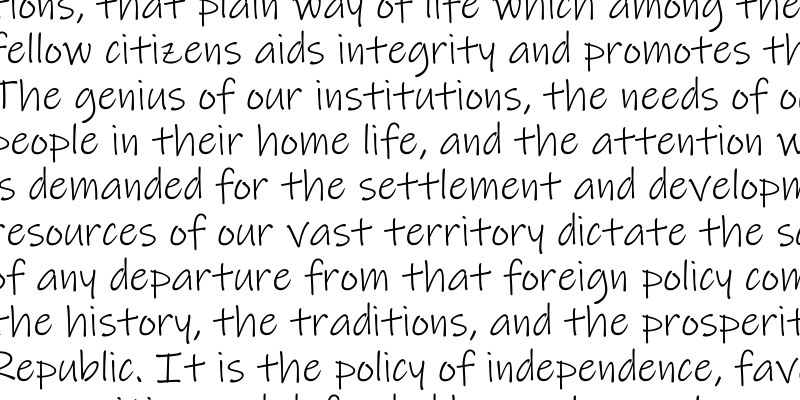 tions, that plain way of life which among the
fellow citizens aids integrity and promotes th
The genius of our institutions, the needs of o
people in their home life, and the attention w
s demanded for the settlement and developm
resources of our vast territory dictate the sc
of any departure from that foreign policy com
the history, the traditions, and the prosperit
Republic. It is the policy of independence, favo